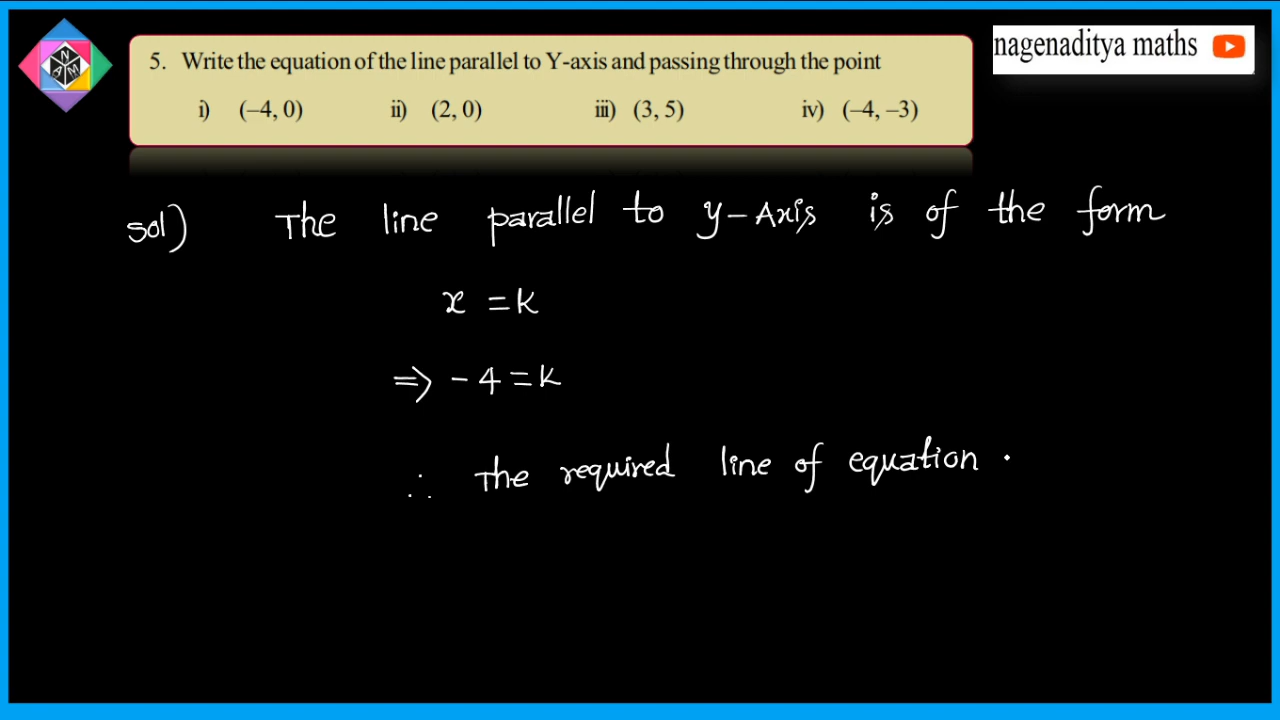 N
AM
nagenaditya maths
5. Write the equation of the line parallel to Y-axis and passing through the point
i) (–4, 0) ii) (2, 0) iii) (3, 5) iv) (–4, –3)
sol) The line parallel to y-Axis is of the form
x = k
⇒ -4 = k
∴ The required line of equation